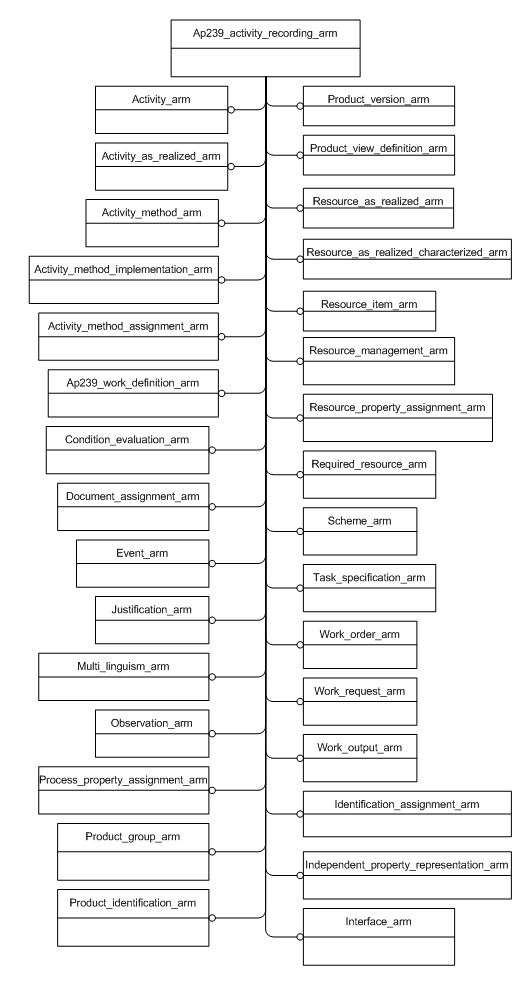 Ap239_activity_recording_arm
Activity_arm
Activity_as_realized_arm
Activity_method_arm
Activity_method_implementation_arm
Activity_method_assignment_arm
Ap239_work_definition_arm
Condition_evaluation_arm
Document_assignment_arm
Event_arm
Justification_arm
Multi_linguism_arm
Observation_arm
Process_property_assignment_arm
Product_group_arm
Product_identification_arm
Product_version_arm
Product_view_definition_arm
Resource_as_realized_arm
Resource_as_realized_characterized_arm
Resource_item_arm
Resource_management_arm
Resource_property_assignment_arm
Required_resource_arm
Scheme_arm
Task_specification_arm
Work_order_arm
Work_request_arm
Work_output_arm
Identification_assignment_arm
Independent_property_representation_arm
Interface_arm